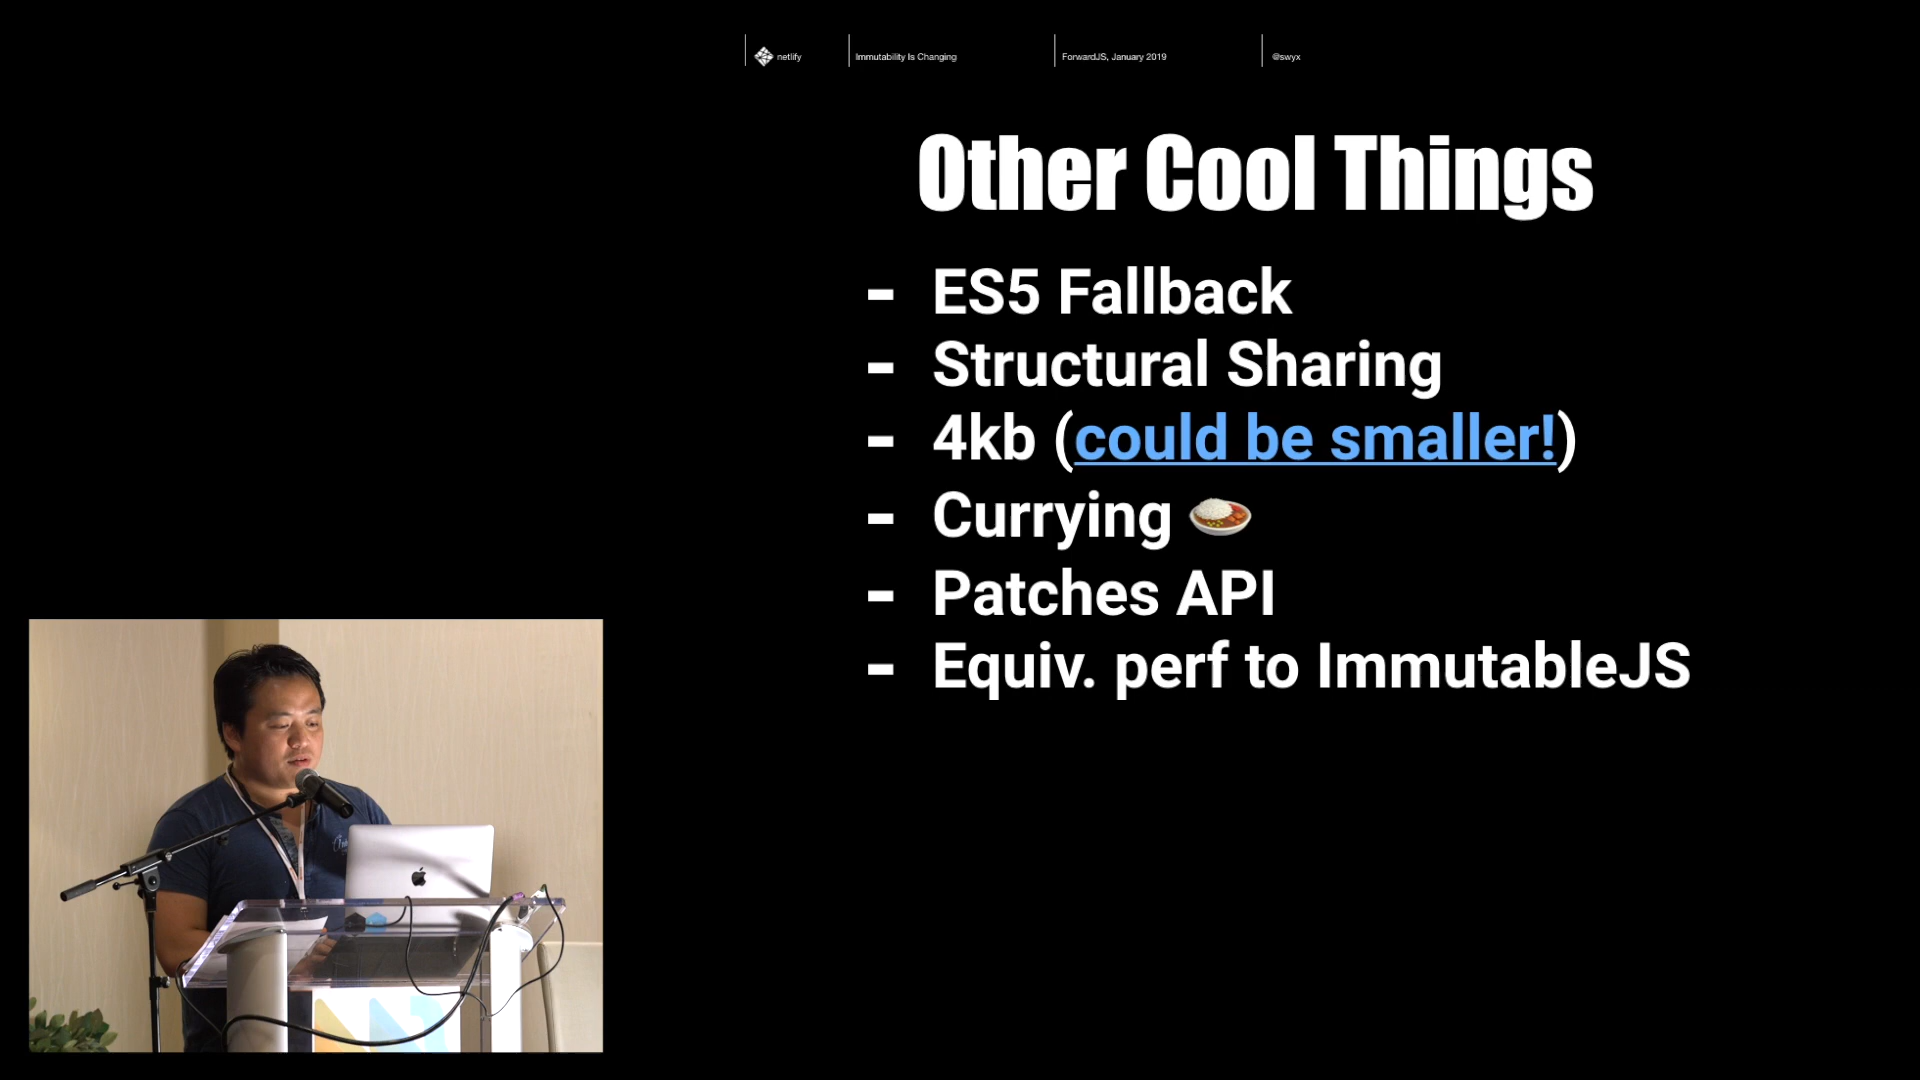 netlify
Immutability Is Changing
ForwardJS, January 2019
@swyx
Other Cool Things
- ES5 Fallback
- Structural Sharing
- 4kb (could be smaller!)
- Currying 🍛
- Patches API
- Equiv. perf to ImmutableJS